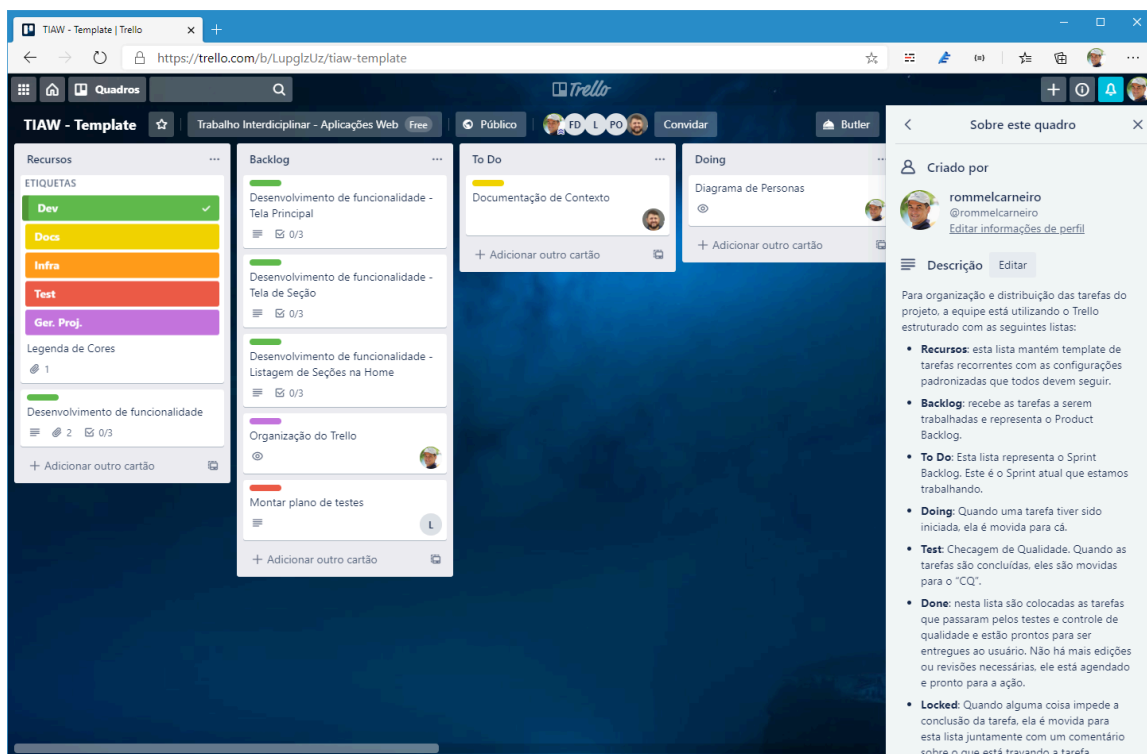 TIAW - Template | Trello
https://trello.com/b/LupglzUz/tiaw-template
Quadros
Trello
TIAW - Template
Trabalho Interdiciplinar - Aplicações Web Free
Público
FD
L
PO
Convidar
Butler
Recursos
ETIQUETAS
Dev
Docs
Infra
Test
Ger. Proj.
Legenda de Cores
1
Desenvolvimento de funcionalidade
2 0/3
+ Adicionar outro cartão
Backlog
Desenvolvimento de funcionalidade -
Tela Principal
0/3
Desenvolvimento de funcionalidade -
Tela de Seção
0/3
Desenvolvimento de funcionalidade -
Listagem de Seções na Home
0/3
Organização do Trello
Montar plano de testes
L
+ Adicionar outro cartão
To Do
Documentação de Contexto
+ Adicionar outro cartão
Doing
Diagrama de Personas
+ Adicionar outro cartão
Sobre este quadro
Criado por
rommelcarneiro
@rommelcarneiro
Editar informações de perfil
Descrição Editar
Para organização e distribuição das tarefas do
projeto, a equipe está utilizando o Trello
estruturado com as seguintes listas:
• Recursos: esta lista mantém template de
tarefas recorrentes com as configurações
padronizadas que todos devem seguir.
• Backlog: recebe as tarefas a serem
trabalhadas e representa o Product
Backlog.
• To Do: Esta lista representa o Sprint
Backlog. Este é o Sprint atual que estamos
trabalhando.
• Doing: Quando uma tarefa tiver sido
iniciada, ela é movida para cá.
• Test: Checagem de Qualidade. Quando as
tarefas são concluídas, eles são movidas
para o "CQ".
• Done: nesta lista são colocadas as tarefas
que passaram pelos testes e controle de
qualidade e estão prontos para ser
entregues ao usuário. Não há mais edições
ou revisões necessárias, ele está agendado
e pronto para a ação.
• Locked: Quando alguma coisa impede a
conclusão da tarefa, ela é movida para
esta lista juntamente com um comentário
sobre o que está travando a tarefa.